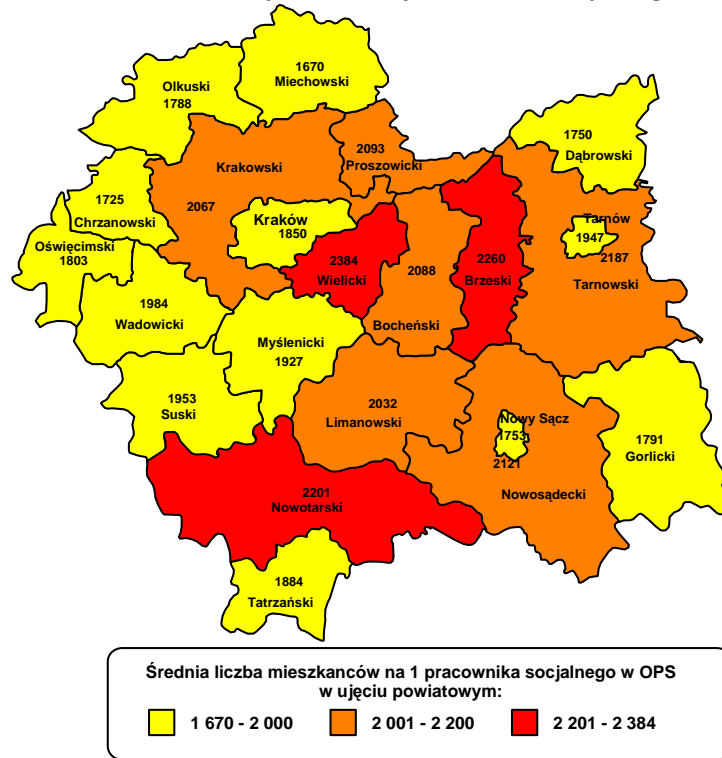 1670
Miechowski
Olkuski
1788
1750
Dąbrowski
2093
Proszowicki
Krakowski
2067
1725
Chrzanowski
Kraków
1850
Tarnów
1947
2187
Tarnowski
Oświęcimski
1803
2384
Wielicki
2088
Bocheński
2260
Brzeski
1984
Wadowicki
Myślenicki
1927
1953
Suski
2032
Limanowski
Nowy Sącz
1753
2121
Nowosądecki
1791
Gorlicki
2201
Nowotarski
1884
Tatrzański
Średnia liczba mieszkanców na 1 pracownika socjalnego w OPS
w ujęciu powiatowym:
1 670 - 2 000
2 001 - 2 200
2 201 - 2 384